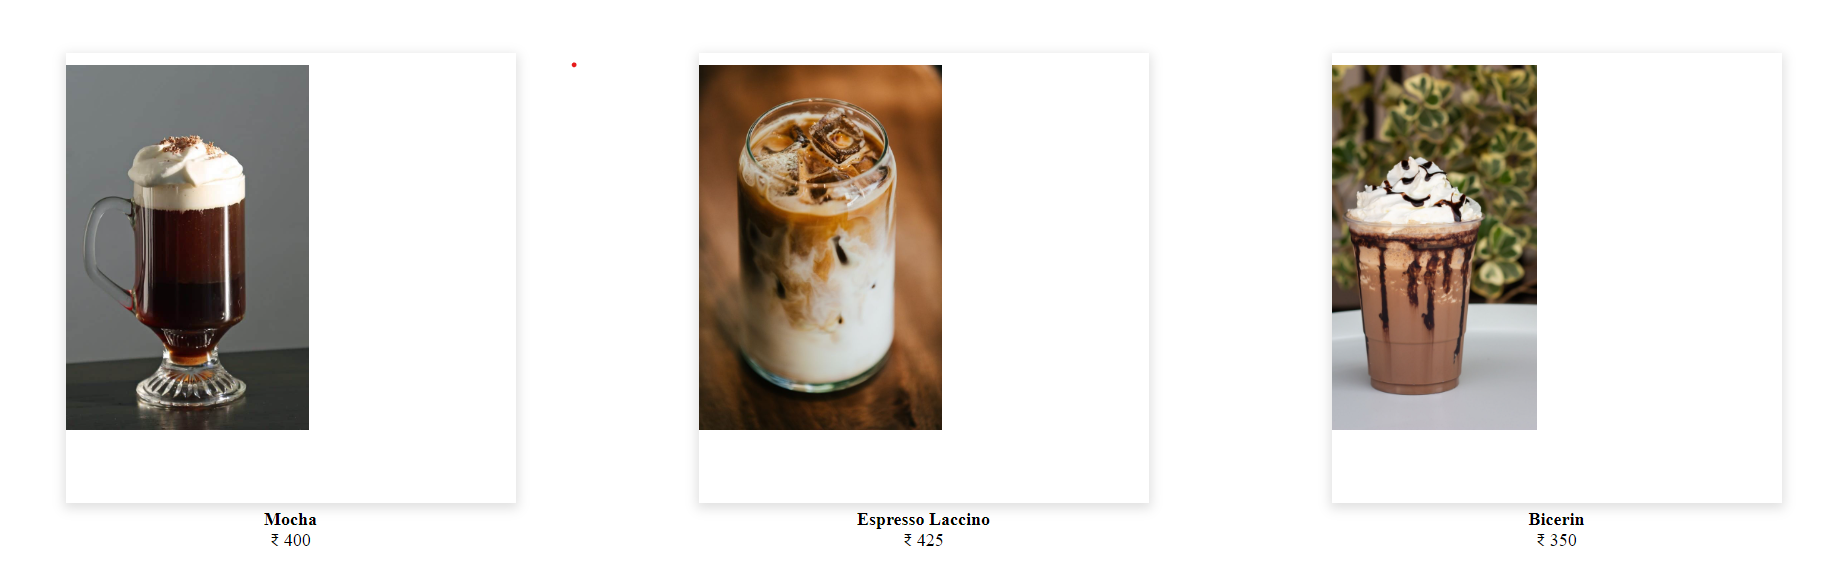 Mocha
₹ 400
Espresso Laccino
₹ 425
Bicerin
₹ 350